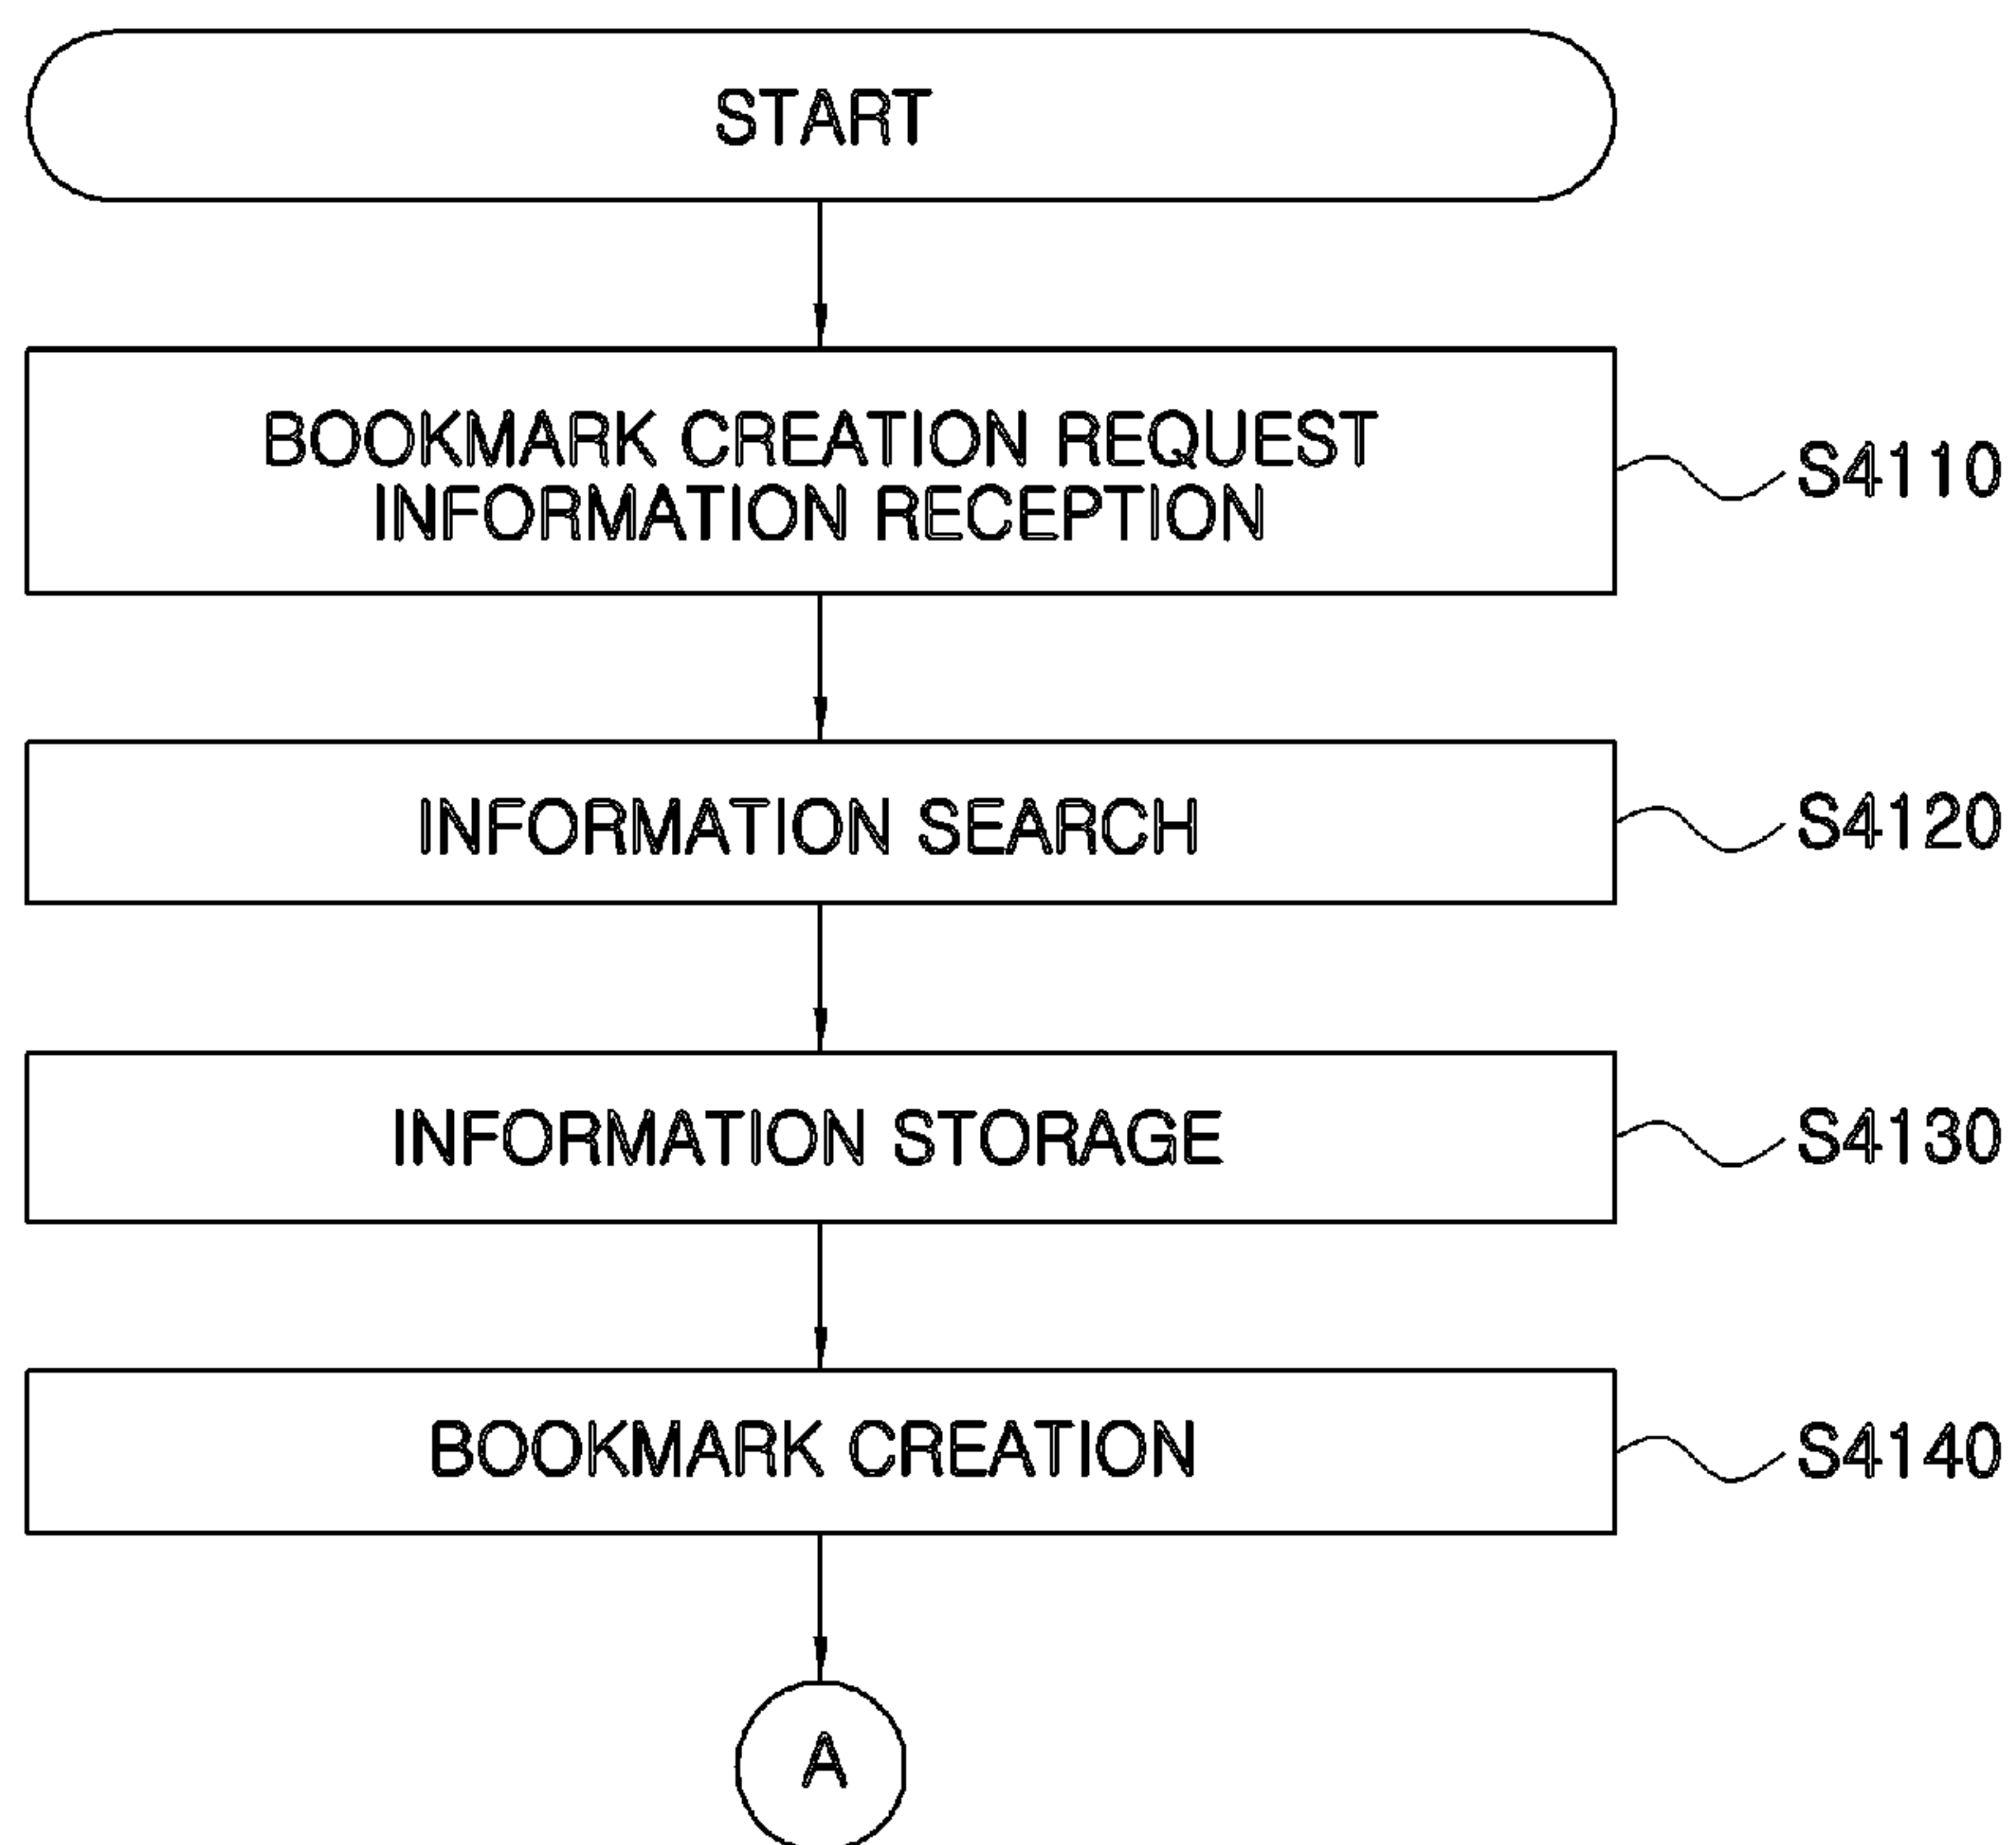 START
BOOKMARK CREATION REQUEST
INFORMATION RECEPTION
S4110
INFORMATION SEARCH
S4120
INFORMATION STORAGE
S4130
BOOKMARK CREATION
S4140
A